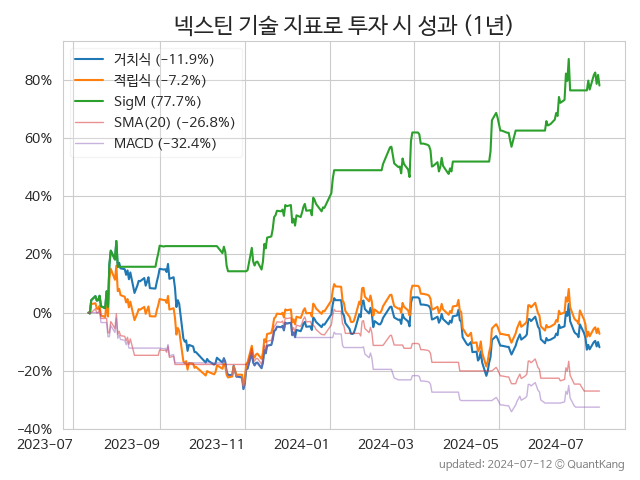 넥스틴 기술 지표로 투자 시 성과 (1년)
거치식 (−11.9%)
적립식 (−7.2%)
SigM (77.7%)
SMA(20) (−26.8%)
MACD (−32.4%)
80%
60%
40%
20%
0%
−20%
−40%
2023-07 2023-09 2023-11 2024-01 2024-03 2024-05 2024-07
updated: 2024-07-12 © QuantKang